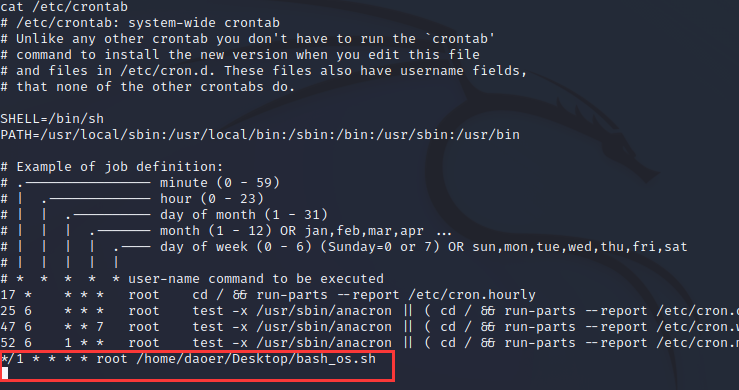 cat /etc/crontab
# /etc/crontab: system-wide crontab
# Unlike any other crontab you don't have to run the `crontab'
# command to install the new version when you edit this file
# and files in /etc/cron.d. These files also have username fields,
# that none of the other crontabs do.
SHELL=/bin/sh
PATH=/usr/local/sbin:/usr/local/bin:/sbin:/bin:/usr/sbin:/usr/bin
# Example of job definition:
# .---------------- minute (0 - 59)
# |  .------------- hour (0 - 23)
# |  |  .---------- day of month (1 - 31)
# |  |  |  .------- month (1 - 12) OR jan,feb,mar,apr ...
# |  |  |  |  .---- day of week (0 - 6) (Sunday=0 or 7) OR sun,mon,tue,wed,thu,fri,sat
# |  |  |  |  |
# *  *  *  *  * user-name command to be executed
17 *    * * *   root    cd / && run-parts --report /etc/cron.hourly
25 6    * * *   root    test -x /usr/sbin/anacron || ( cd / && run-parts --report /etc/cron.
47 6    * * 7   root    test -x /usr/sbin/anacron || ( cd / && run-parts --report /etc/cron.w
52 6    1 * *   root    test -x /usr/sbin/anacron || ( cd / && run-parts --report /etc/cron.m
*/1 * * * * root /home/daoer/Desktop/bash_os.sh